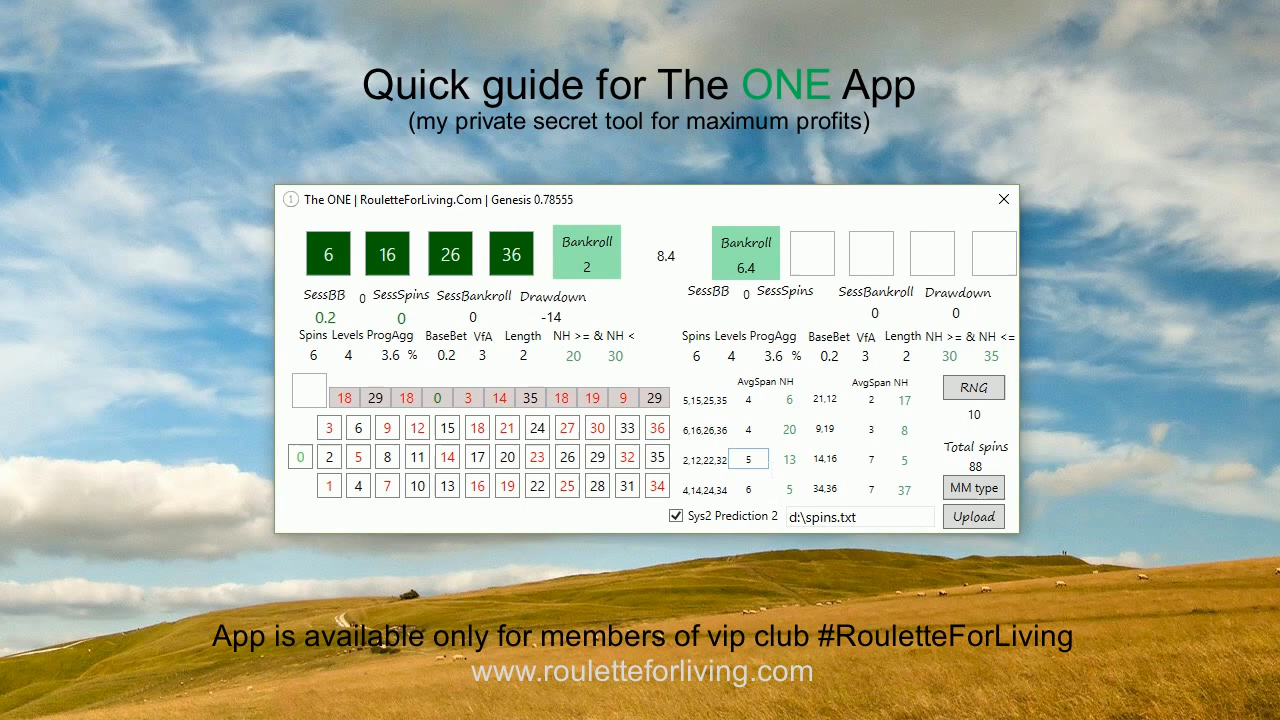 Quick guide for The ONE App
(my private secret tool for maximum profits)
1 The ONE | RouletteForLiving.Com | Genesis 0.78555
6 16 26 36 Bankroll 2 8.4 Bankroll 6.4
SessBB 0 SessSpins SessBankroll Drawdown SessBB 0 SessSpins SessBankroll Drawdown
0.2 0 0 -14 0 0
Spins Levels ProgAgg BaseBet VfA Length NH >= & NH < Spins Levels ProgAgg BaseBet VfA Length NH >= & NH <=
6 4 3.6 % 0.2 3 2 20 30 6 4 3.6 % 0.2 3 2 30 35
18 29 18 0 3 14 35 18 19 9 29
3 6 9 12 15 18 21 24 27 30 33 36
0 2 5 8 11 14 17 20 23 26 29 32 35
1 4 7 10 13 16 19 22 25 28 31 34
AvgSpan NH AvgSpan NH
5,15,25,35 4 6 21,12 2 17
6,16,26,36 4 20 9,19 3 8
2,12,22,32 5 13 14,16 7 5
4,14,24,34 6 5 34,36 7 37
RNG
10
Total spins
88
MM type
Sys2 Prediction 2 d:\spins.txt Upload
App is available only for members of vip club #RouletteForLiving
www.rouletteforliving.com